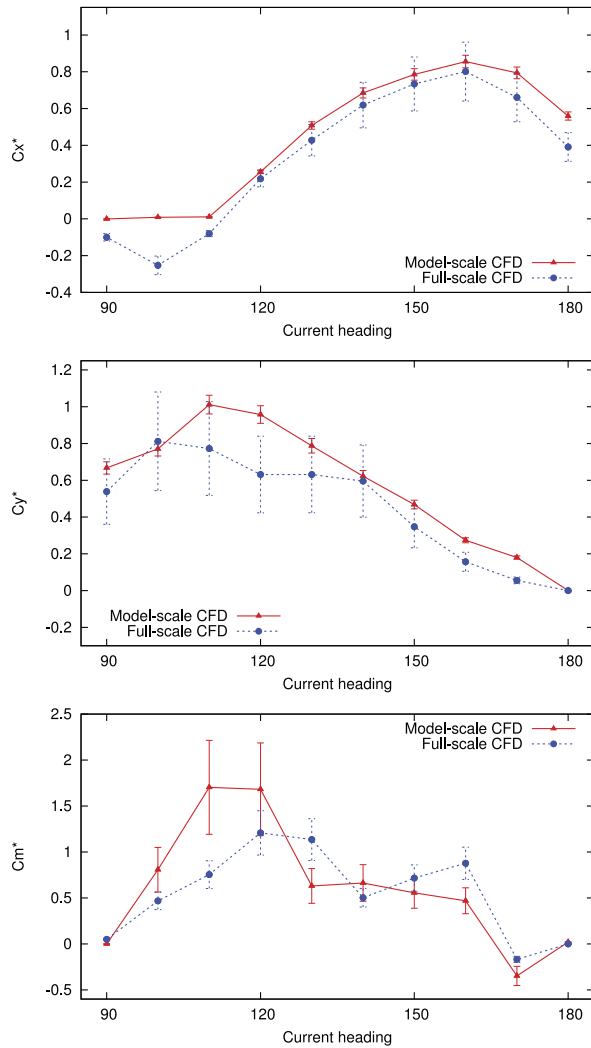 1
0.8
0.6
0.4
0.2
0
-0.2
-0.4
Cx*
Model-scale CFD
Full-scale CFD
90 120 150 180
Current heading
1.2
1
0.8
0.6
0.4
0.2
0
-0.2
Cy*
Model-scale CFD
Full-scale CFD
90 120 150 180
Current heading
2.5
2
1.5
1
0.5
0
-0.5
Cm*
Model-scale CFD
Full-scale CFD
90 120 150 180
Current heading